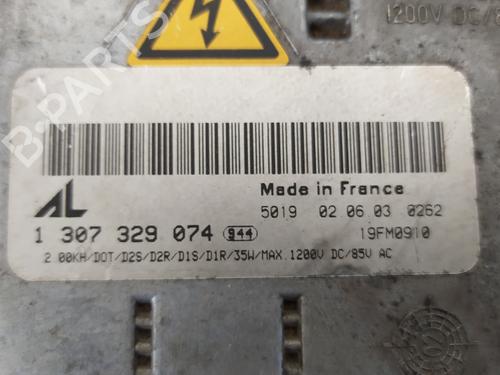 1200V DC/
B-PARTS
AL
Made in France
5019 02 06 03 0262
1 307 329 074 944 19FM0910
2.00KH/DOT/D2S/D2R/D1S/D1R/35W/MAX.1200V DC/85V AC